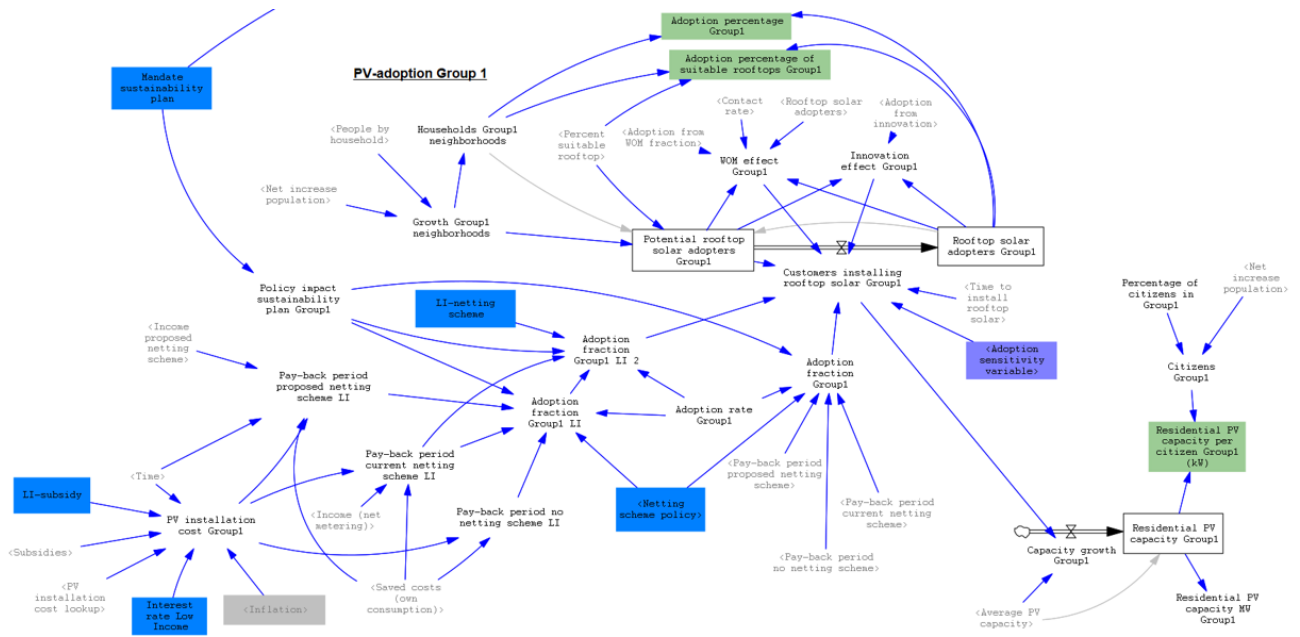 Adoption percentage
Group1
Adoption percentage of
suitable rooftops Group1
PV-adoption Group 1
Mandate
sustainability
plan
<Contact
rate>
<Rooftop solar
adopters>
<Adoption
from
innovation>
<People by
household>
Households Group1
neighborhoods
<Percent
suitable
rooftop>
<Adoption from
WOM fraction>
WOM effect
Group1
Innovation
effect Group1
<Net increase
population>
Growth Group1
neighborhoods
Potential rooftop
solar adopters
Group1
Rooftop solar
adopters Group1
Customers installing
rooftop solar Group1
Policy impact
sustainability
plan Group1
LI-netting
scheme
<Time to
install
rooftop
solar>
Percentage of
citizens in
Group1
<Net
increase
population>
<Income
proposed
netting
scheme>
Adoption
fraction
Group1 LI 2
Adoption
fraction
Group1
<Adoption
sensitivity
variable>
Citizens
Group1
Pay-back period
proposed netting
scheme LI
Adoption
fraction
Group1 LI
Adoption rate
Group1
Residential PV
capacity per
citizen Group1
(kW)
Pay-back period
current netting
scheme LI
<Pay-back period
proposed netting
scheme>
<Time>
LI-subsidy
<Income (net
metering)>
Pay-back period no
netting scheme LI
<Netting
scheme policy>
<Pay-back period
current netting
scheme>
PV installation
cost Group1
<Subsidies>
<Pay-back period
no netting scheme>
Capacity growth
Group1
Residential PV
capacity Group1
<PV
installation
cost lookup>
Interest
rate Low
Income
<Inflation>
<Saved costs
(own
consumption)>
<Average PV
capacity>
Residential PV
capacity MW
Group1